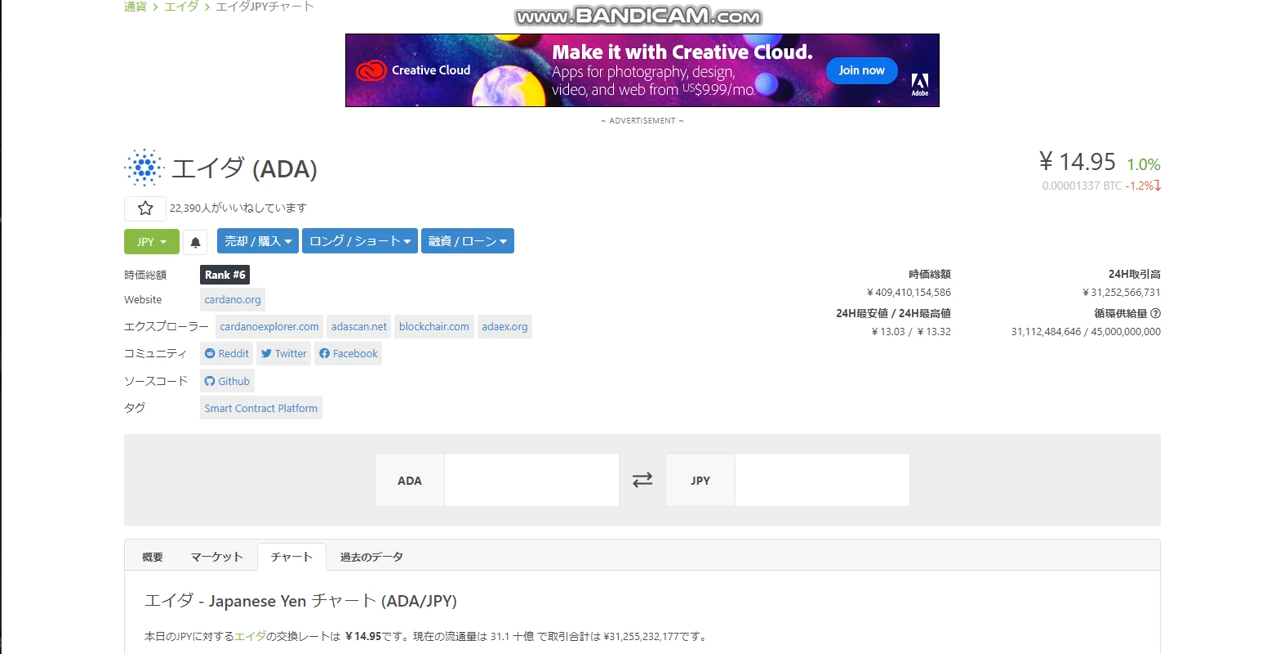 通貨 > エイダ > エイダJPYチャート
www.BANDICAM.com
Creative Cloud
Make it with Creative Cloud.
Apps for photography, design,
video, and web from US$9.99/mo.
Join now
Adobe
~ ADVERTISEMENT ~
エイダ (ADA)
¥ 14.95 1.0%
0.00001337 BTC -1.2%
22,390人がいいねしています
JPY
売却 / 購入
ロング / ショート
融資 / ローン
時価総額 Rank #6
Website cardano.org
エクスプローラー cardanoexplorer.com adascan.net blockchair.com adaex.org
コミュニティ Reddit Twitter Facebook
ソースコード Github
タグ Smart Contract Platform
時価総額
¥409,410,154,586
24H最安値 / 24H最高値
¥13.03 / ¥13.32
24H取引高
¥31,252,566,731
循環供給量
31,112,484,646 / 45,000,000,000
ADA
JPY
概要 マーケット チャート 過去のデータ
エイダ - Japanese Yen チャート (ADA/JPY)
本日のJPYに対するエイダの交換レートは ¥14.95です。現在の流通量は 31.1 十億 で取引合計は ¥31,255,232,177です。